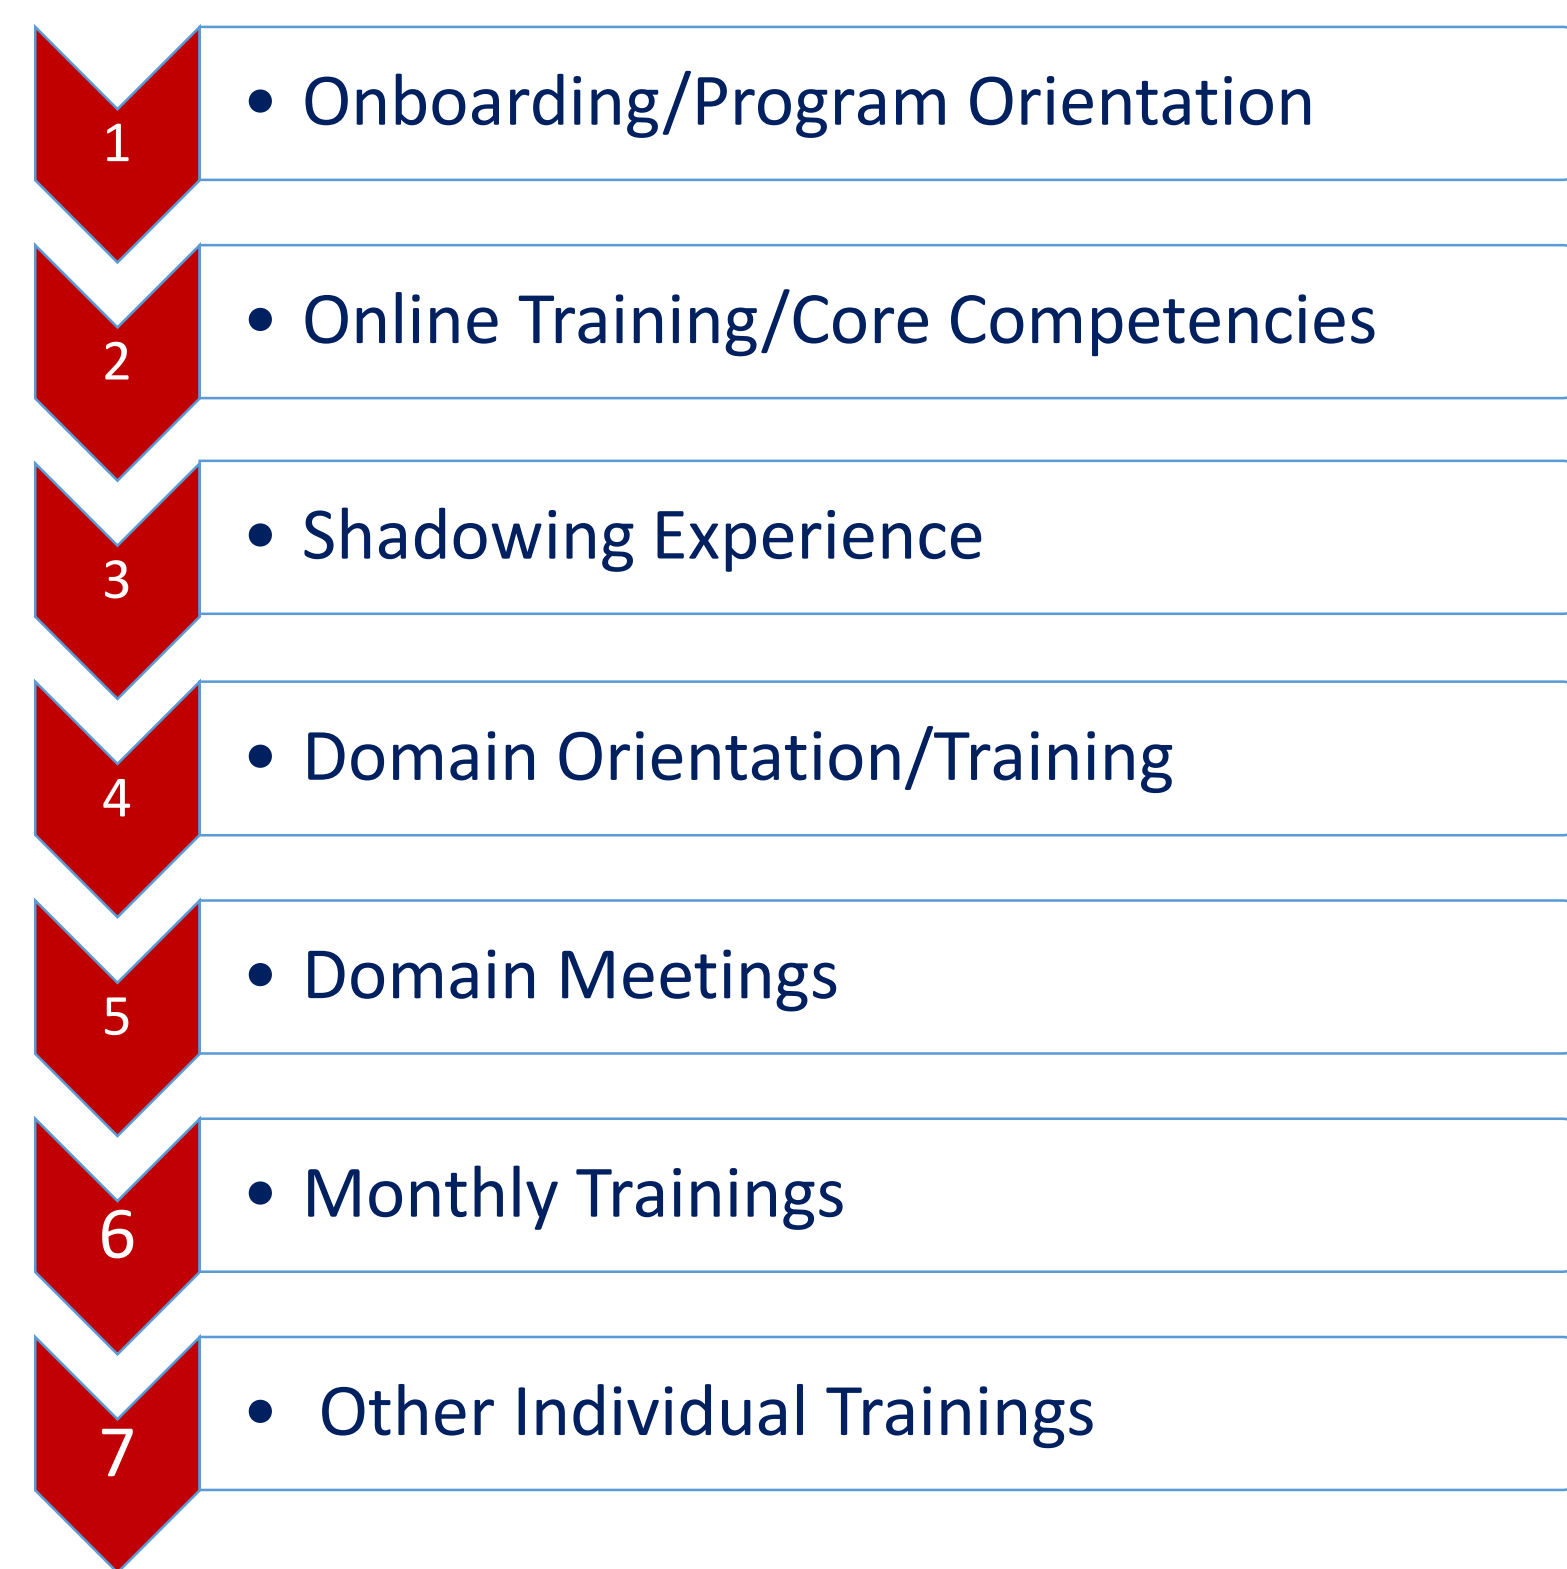 1
• Onboarding/Program Orientation
2
• Online Training/Core Competencies
3
• Shadowing Experience
4
• Domain Orientation/Training
5
• Domain Meetings
6
• Monthly Trainings
7
• Other Individual Trainings